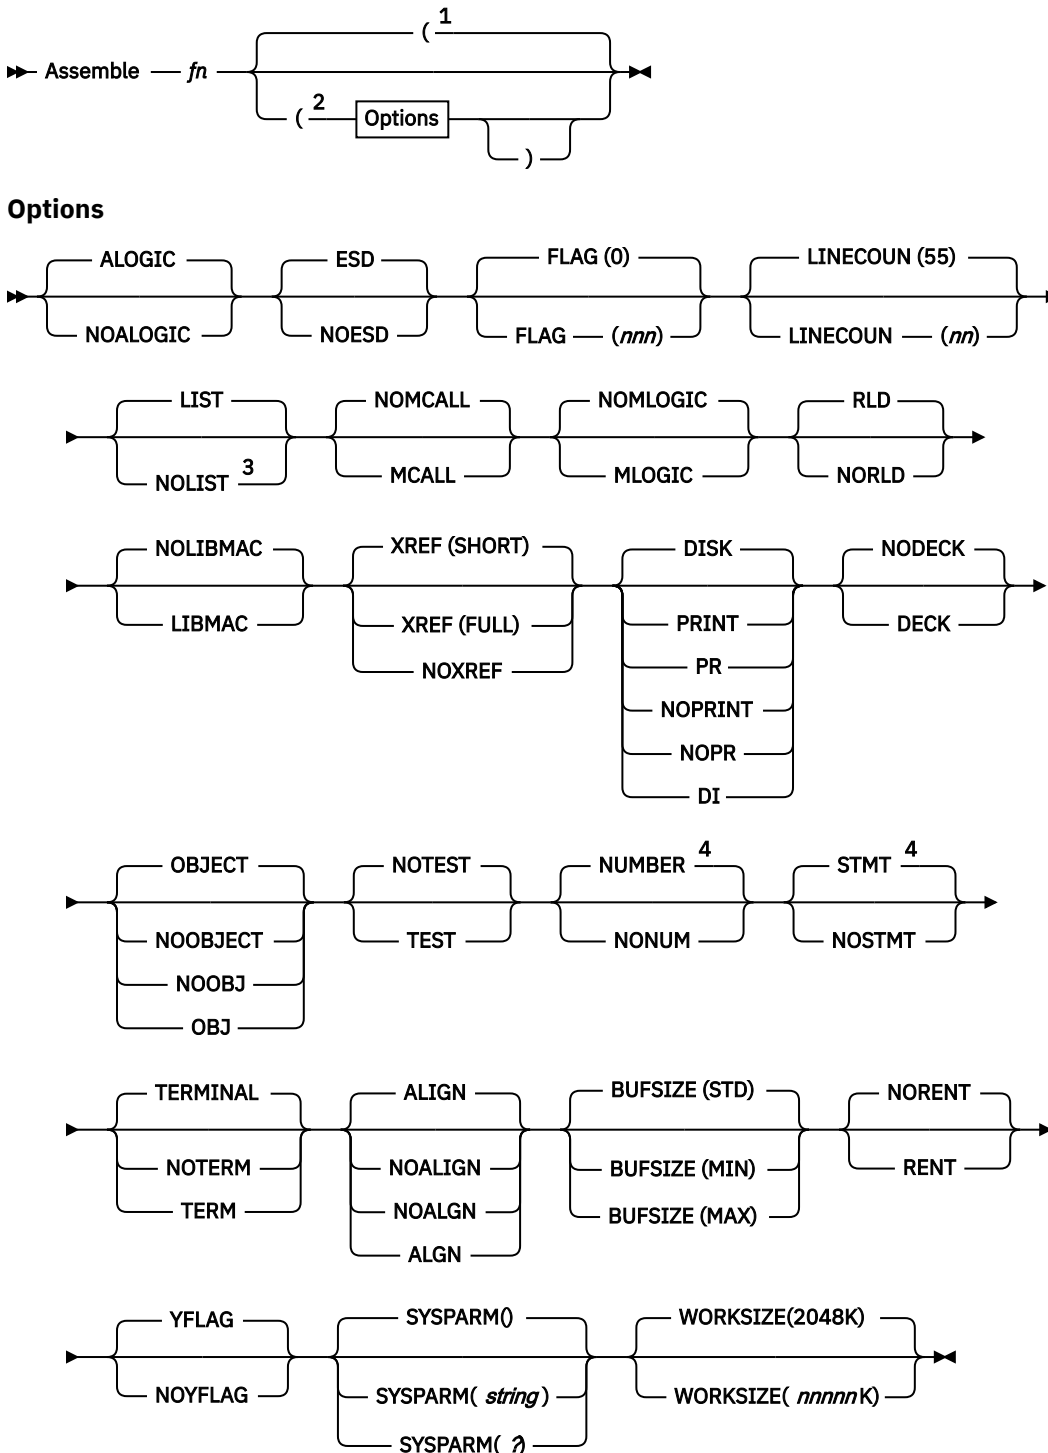 ( 1
Assemble fn
( 2 Options
)
Options
ALOGIC ESD FLAG (0) LINECOUN (55)
NOALOGIC NOESD FLAG (nnn) LINECOUN (nn)
LIST NOMCALL NOMLOGIC RLD
NOLIST 3 MCALL MLOGIC NORLD
NOLIBMAC XREF (SHORT) DISK NODECK
LIBMAC XREF (FULL) PRINT DECK
NOXREF PR
NOPRINT
NOPR
DI
OBJECT NOTEST NUMBER 4 STMT 4
NOOBJECT TEST NONUM NOSTMT
NOOBJ
OBJ
TERMINAL ALIGN BUFSIZE (STD) NORENT
NOTERM NOALIGN BUFSIZE (MIN) RENT
TERM NOALGN BUFSIZE (MAX)
ALGN
YFLAG SYSPARM() WORKSIZE(2048K)
NOYFLAG SYSPARM( string ) WORKSIZE( nnnnn K)
SYSPARM( ?)